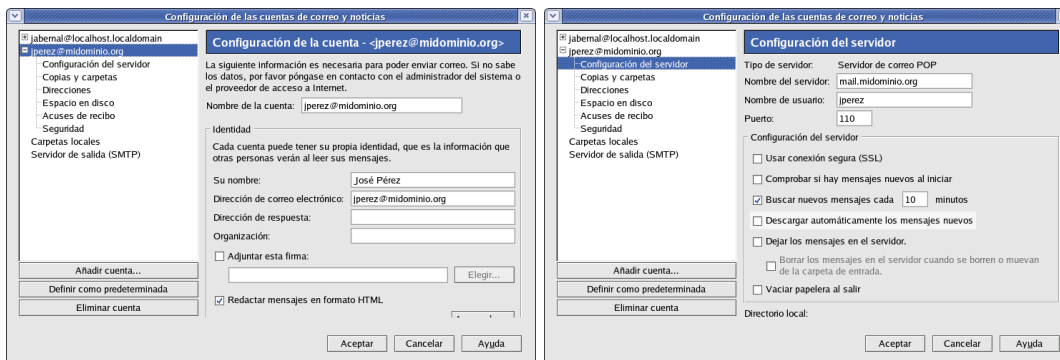 Configuración de las cuentas de correo y noticias
jabernal@localhost.localdomain
jperez@midominio.org
Configuración del servidor
Copias y carpetas
Direcciones
Espacio en disco
Acuses de recibo
Seguridad
Carpetas locales
Servidor de salida (SMTP)
Añadir cuenta...
Definir como predeterminada
Eliminar cuenta
Configuración de la cuenta - <jperez@midominio.org>
La siguiente información es necesaria para poder enviar correo. Si no sabe
los datos, por favor póngase en contacto con el administrador del sistema o
el proveedor de acceso a Internet.
Nombre de la cuenta: jperez@midominio.org
Identidad
Cada cuenta puede tener su propia identidad, que es la información que
otras personas verán al leer sus mensajes.
Su nombre: José Pérez
Dirección de correo electrónico: jperez@midominio.org
Dirección de respuesta:
Organización:
Adjuntar esta firma:
Elegir...
Redactar mensajes en formato HTML
Aceptar Cancelar Ayuda
Configuración de las cuentas de correo y noticias
jabernal@localhost.localdomain
jperez@midominio.org
Configuración del servidor
Copias y carpetas
Direcciones
Espacio en disco
Acuses de recibo
Seguridad
Carpetas locales
Servidor de salida (SMTP)
Añadir cuenta...
Definir como predeterminada
Eliminar cuenta
Configuración del servidor
Tipo de servidor: Servidor de correo POP
Nombre del servidor: mail.midominio.org
Nombre de usuario: jperez
Puerto: 110
Configuración del servidor
Usar conexión segura (SSL)
Comprobar si hay mensajes nuevos al iniciar
Buscar nuevos mensajes cada 10 minutos
Descargar automáticamente los mensajes nuevos
Dejar los mensajes en el servidor.
Borrar los mensajes en el servidor cuando se borren o muevan
de la carpeta de entrada.
Vaciar papelera al salir
Directorio local:
Aceptar Cancelar Ayuda